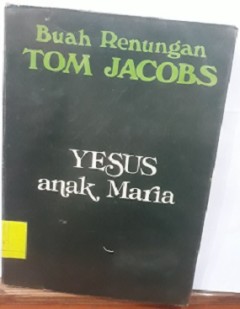 Buah Renungan
TOM JACOBS
YESUS
anak Maria